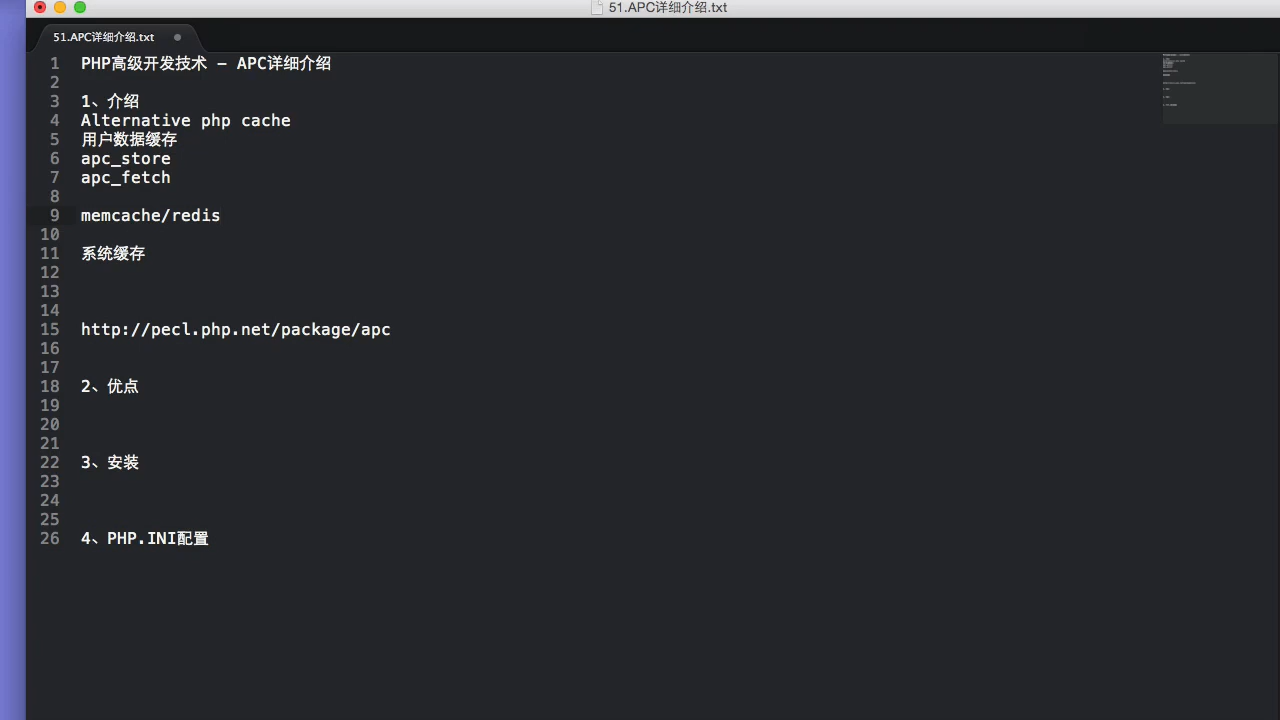 51.APC详细介绍.txt
51.APC详细介绍.txt
1 PHP高级开发技术 – APC详细介绍
2
3 1、介绍
4 Alternative php cache
5 用户数据缓存
6 apc_store
7 apc_fetch
8
9 memcache/redis
10
11 系统缓存
12
13
14
15 http://pecl.php.net/package/apc
16
17
18 2、优点
19
20
21
22 3、安装
23
24
25
26 4、PHP.INI配置